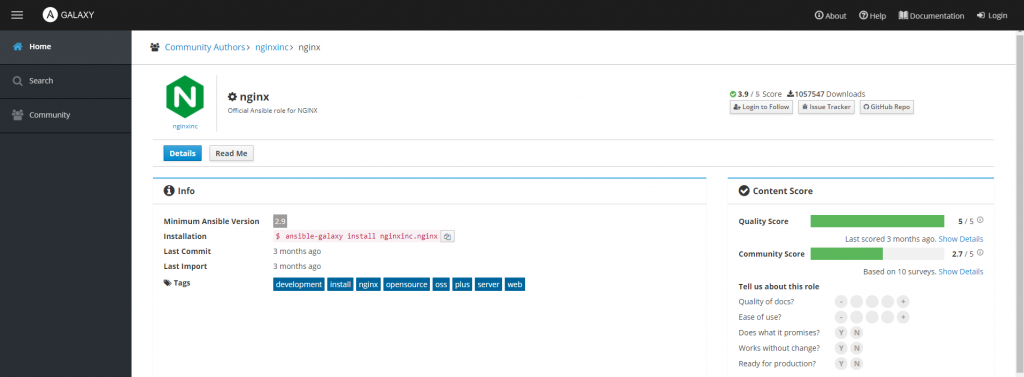 GALAXY
About Help Documentation Login
Home
Search
Community
Community Authors > nginxinc > nginx
N
nginxinc
nginx
Official Ansible role for NGINX
3.9 / 5 Score 1057547 Downloads
Login to Follow Issue Tracker GitHub Repo
Details Read Me
Info
Minimum Ansible Version 2.9
Installation $ ansible-galaxy install nginxinc.nginx
Last Commit 3 months ago
Last Import 3 months ago
Tags development install nginx opensource oss plus server web
Content Score
Quality Score 5 / 5
Last scored 3 months ago. Show Details
Community Score 2.7 / 5
Based on 10 surveys. Show Details
Tell us about this role
Quality of docs? - +
Ease of use? - +
Does what it promises? Y N
Works without change? Y N
Ready for production? Y N